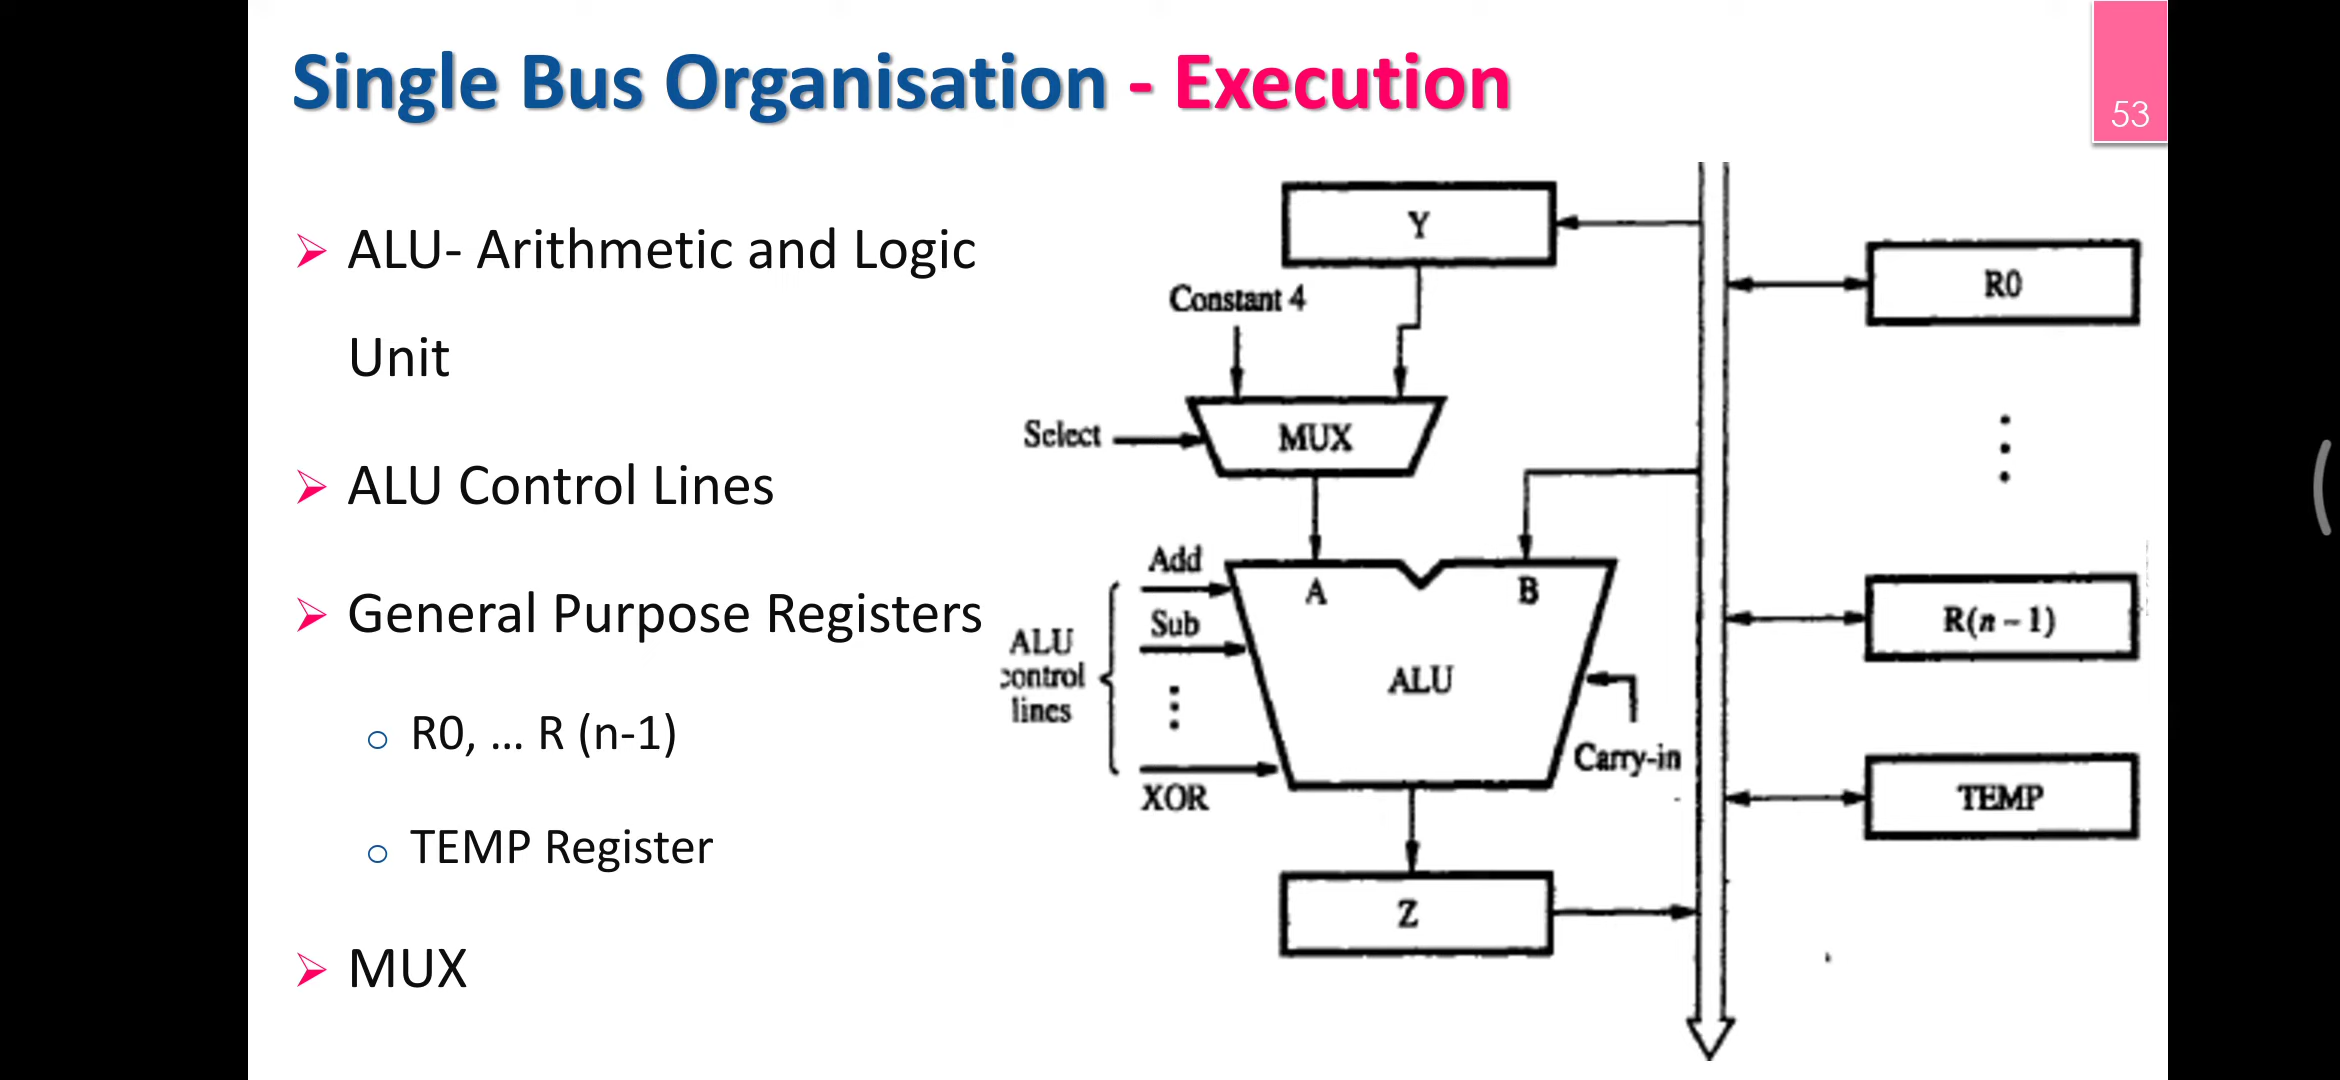 Single Bus Organisation - Execution
53
ALU- Arithmetic and Logic
Unit
ALU Control Lines
General Purpose Registers
R0, ... R (n-1)
TEMP Register
MUX
Y
Constant 4
R0
Select
MUX
Add
A
B
Sub
ALU
control
lines
ALU
R(n - 1)
Carry-in
XOR
TEMP
Z